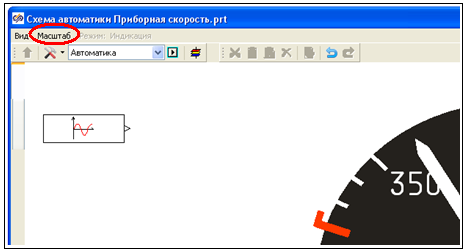 Схема автоматики Приборная скорость.prt
Вид Масштаб Режим: Индикация
Автоматика
350